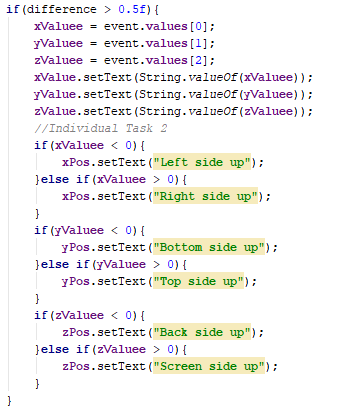 if(difference > 0.5f){
xValuee = event.values[0];
yValuee = event.values[1];
zValuee = event.values[2];
xValue.setText(String.valueOf(xValuee));
yValue.setText(String.valueOf(yValuee));
zValue.setText(String.valueOf(zValuee));
//Individual Task 2
if(xValuee < 0){
xPos.setText("Left side up");
}else if(xValuee > 0){
xPos.setText("Right side up");
}
if(yValuee < 0){
yPos.setText("Bottom side up");
}else if(yValuee > 0){
yPos.setText("Top side up");
}
if(zValuee < 0){
zPos.setText("Back side up");
}else if(zValuee > 0){
zPos.setText("Screen side up");
}
}